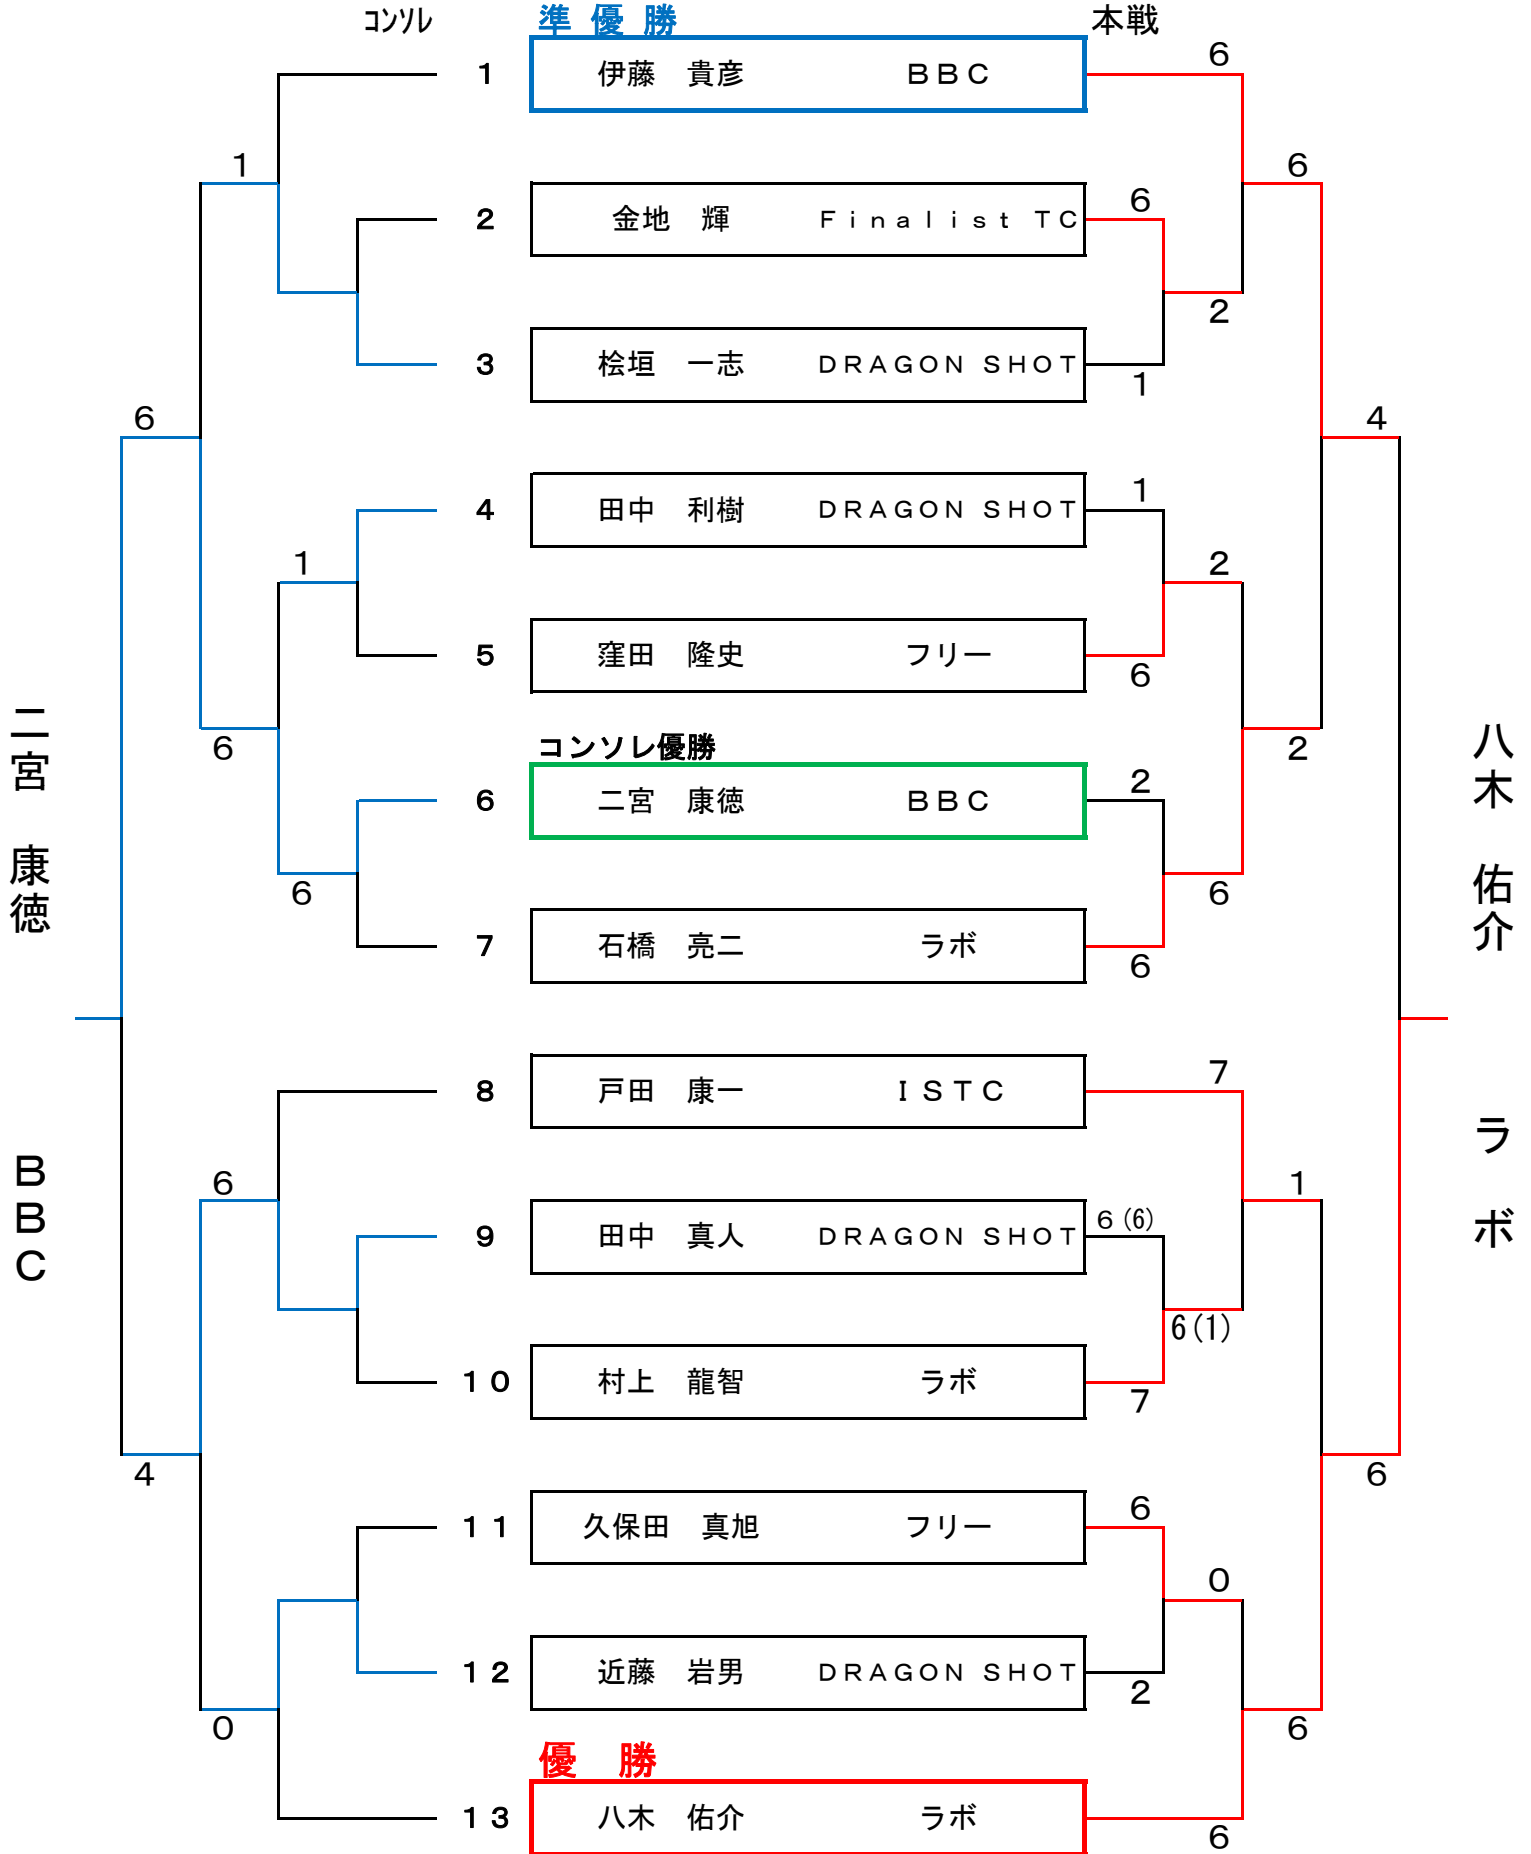 コンソレ 準 優 勝 本戦
6
1 伊藤 貴彦 ＢＢＣ
1 6
6
2 金地 輝 Ｆｉｎａｌｉｓｔ ＴＣ
2
3 桧垣 一志 ＤＲＡＧＯＮ ＳＨＯＴ
1
6 4
1
4 田中 利樹 ＤＲＡＧＯＮ ＳＨＯＴ
1 2
5 窪田 隆史 フリー
6
6 コンソレ優勝 2
2
6 二宮 康徳 ＢＢＣ
6 6
7 石橋 亮二 ラボ
6
二宮 康徳 ＢＢＣ
八木 佑介 ラボ
7
8 戸田 康一 ＩＳＴＣ
6 1
6（6）
9 田中 真人 ＤＲＡＧＯＮ ＳＨＯＴ
6（1）
10 村上 龍智 ラボ
7
4 6
6
11 久保田 真旭 フリー
0
12 近藤 岩男 ＤＲＡＧＯＮ ＳＨＯＴ
2
0 6
優 勝
13 八木 佑介 ラボ
6